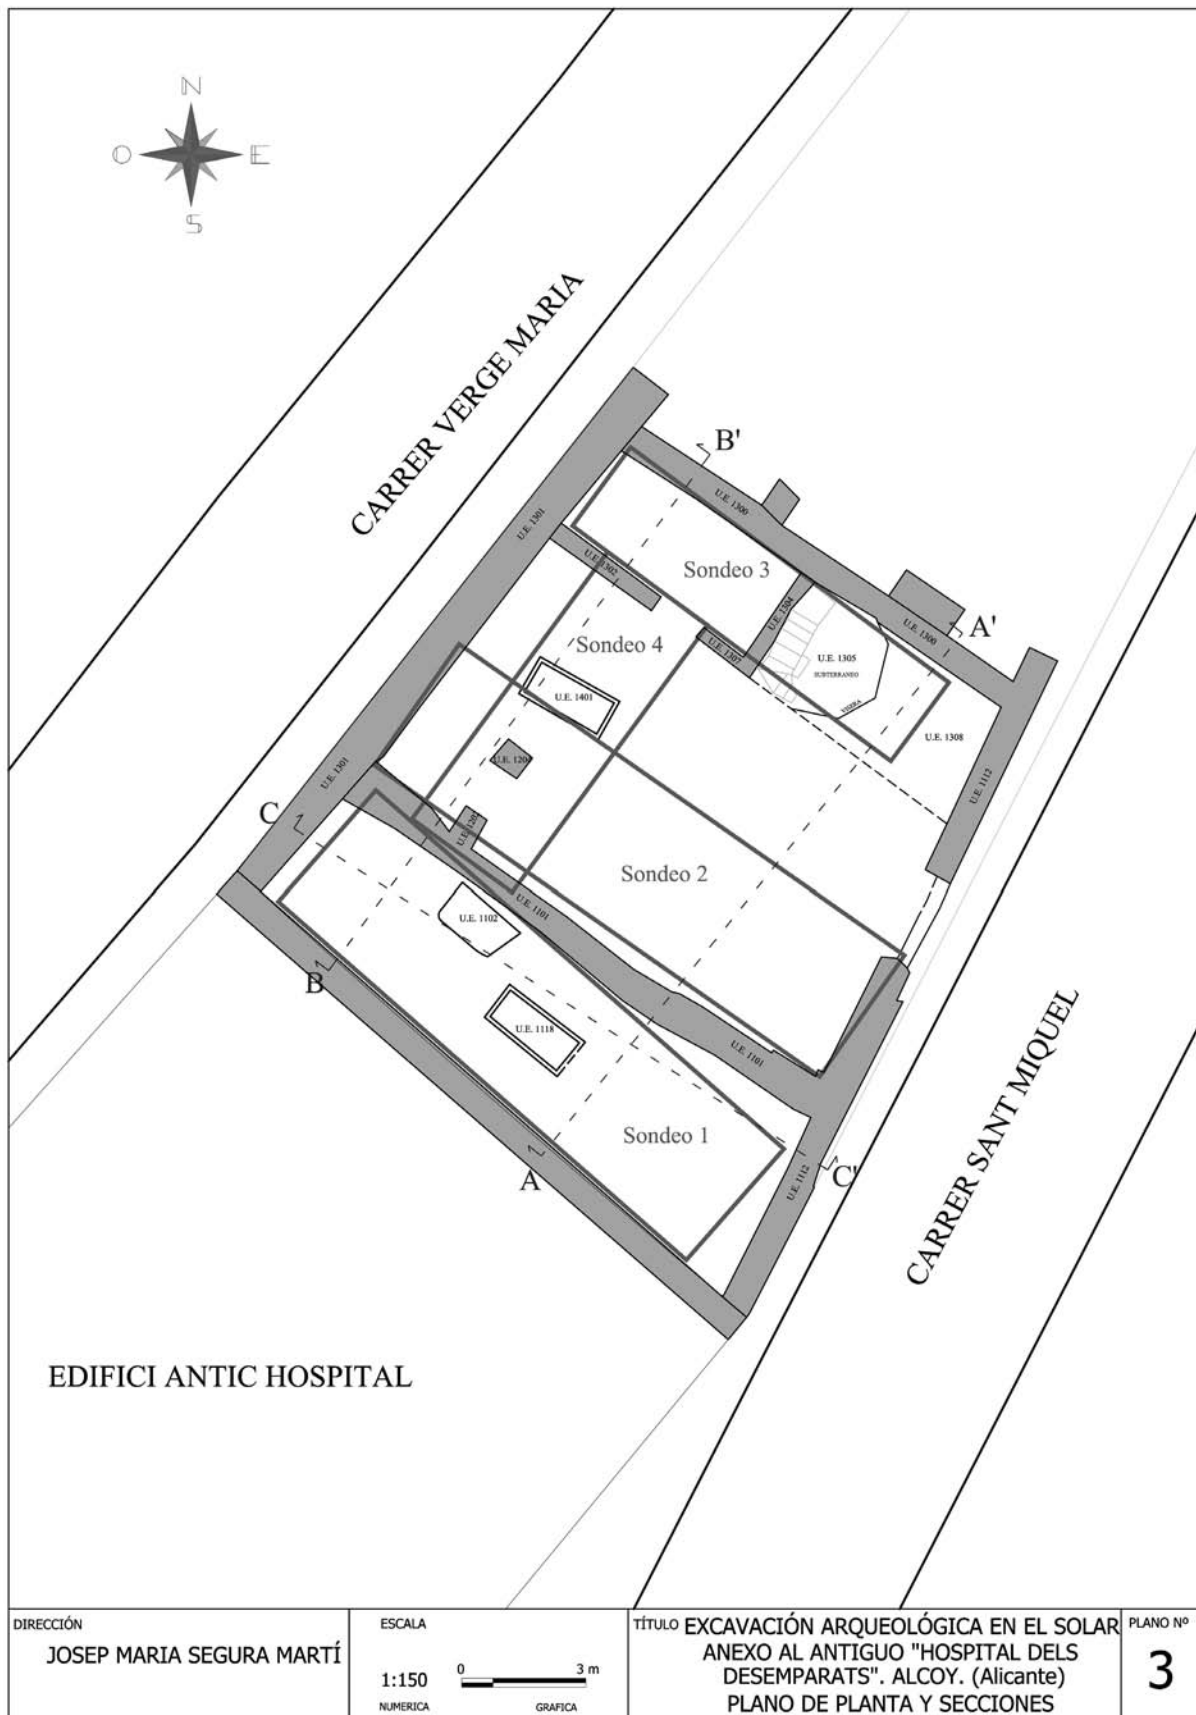 N
O
E
S
CARRER VERGE MARIA
B'
U.E. 1300
U.E. 1301
Sondeo 3
U.E. 1302
U.E. 1304
A'
U.E. 1300
Sondeo 4
U.E. 1307
U.E. 1305
SUBTERRANEO
U.E. 1401
VISERA
U.E. 1308
U.E. 1301
U.E. 1112
C
Sondeo 2
U.E. 1101
U.E. 1102
B
U.E. 1118
U.E. 1101
Sondeo 1
A
C'
U.E. 1112
CARRER SANT MIQUEL
EDIFICI ANTIC HOSPITAL
DIRECCIÓN
JOSEP MARIA SEGURA MARTÍ
ESCALA
1:150
0 3 m
NUMERICA GRAFICA
TÍTULO EXCAVACIÓN ARQUEOLÓGICA EN EL SOLAR
ANEXO AL ANTIGUO "HOSPITAL DELS
DESEMPARATS". ALCOY. (Alicante)
PLANO DE PLANTA Y SECCIONES
PLANO Nº
3